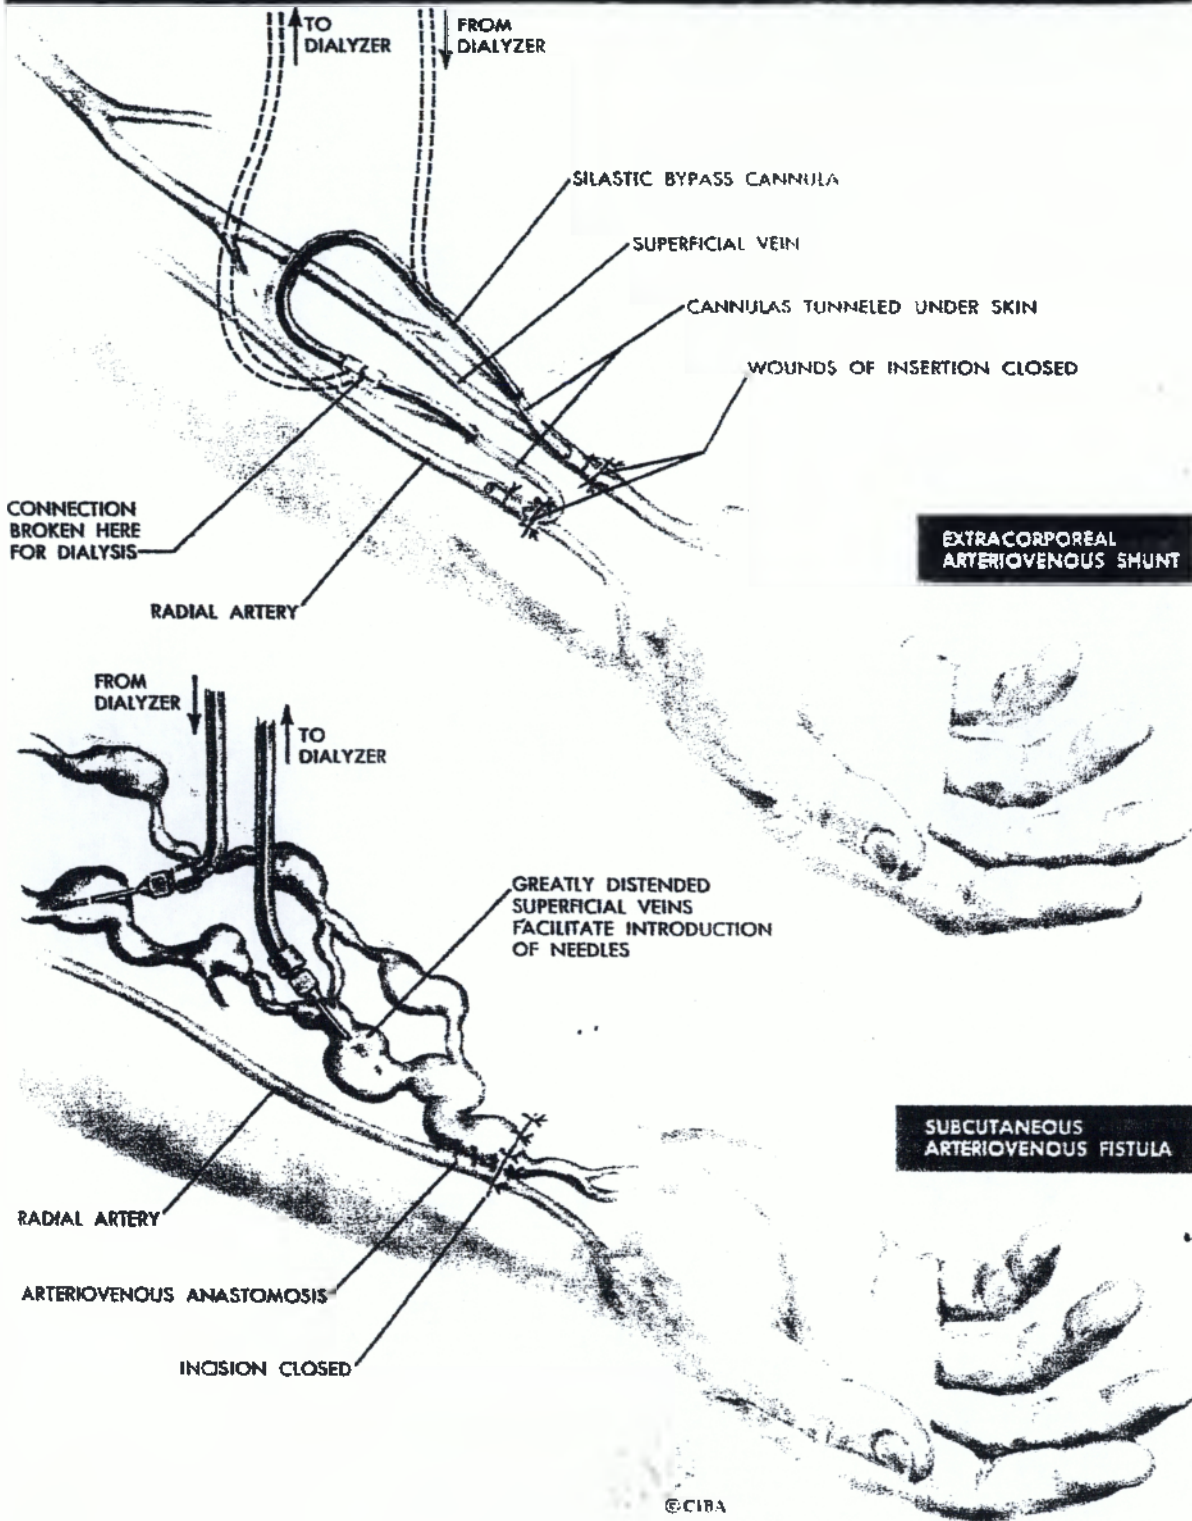 TO
DIALYZER
FROM
DIALYZER
SILASTIC BYPASS CANNULA
SUPERFICIAL VEIN
CANNULAS TUNNELED UNDER SKIN
WOUNDS OF INSERTION CLOSED
CONNECTION
BROKEN HERE
FOR DIALYSIS
EXTRACORPOREAL
ARTERIOVENOUS SHUNT
RADIAL ARTERY
FROM
DIALYZER
TO
DIALYZER
GREATLY DISTENDED
SUPERFICIAL VEINS
FACILITATE INTRODUCTION
OF NEEDLES
SUBCUTANEOUS
ARTERIOVENOUS FISTULA
RADIAL ARTERY
ARTERIOVENOUS ANASTOMOSIS
INCISION CLOSED
©CIBA